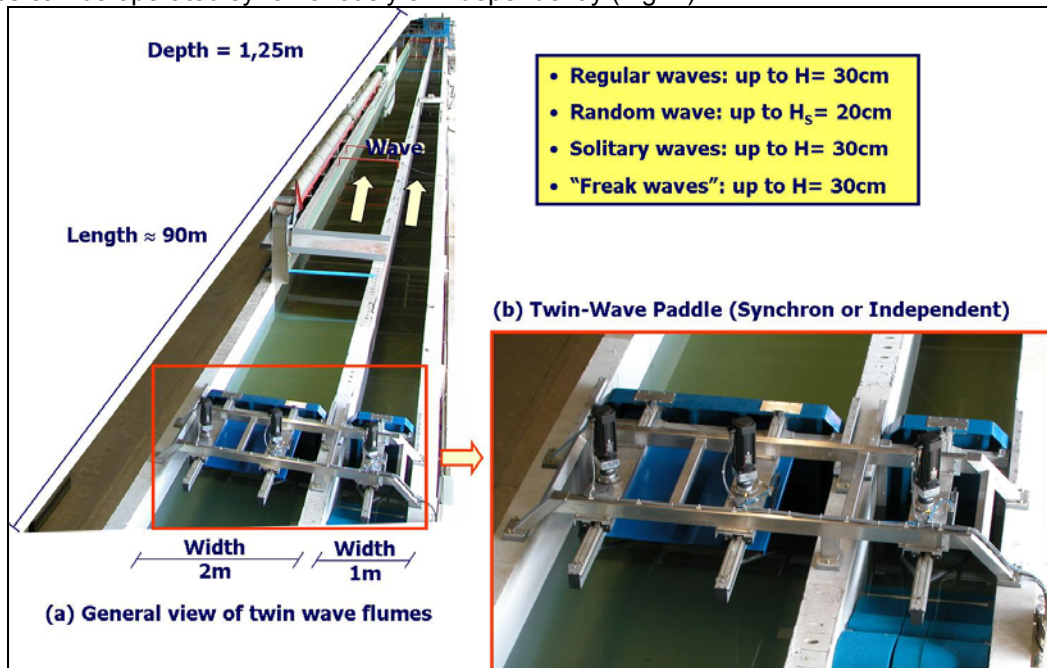 Depth = 1,25m
• Regular waves: up to H= 30cm
• Random wave: up to HS= 20cm
• Solitary waves: up to H= 30cm
• “Freak waves”: up to H= 30cm
Wave
Length ≈ 90m
(b) Twin-Wave Paddle (Synchron or Independent)
Width
2m
Width
1m
(a) General view of twin wave flumes